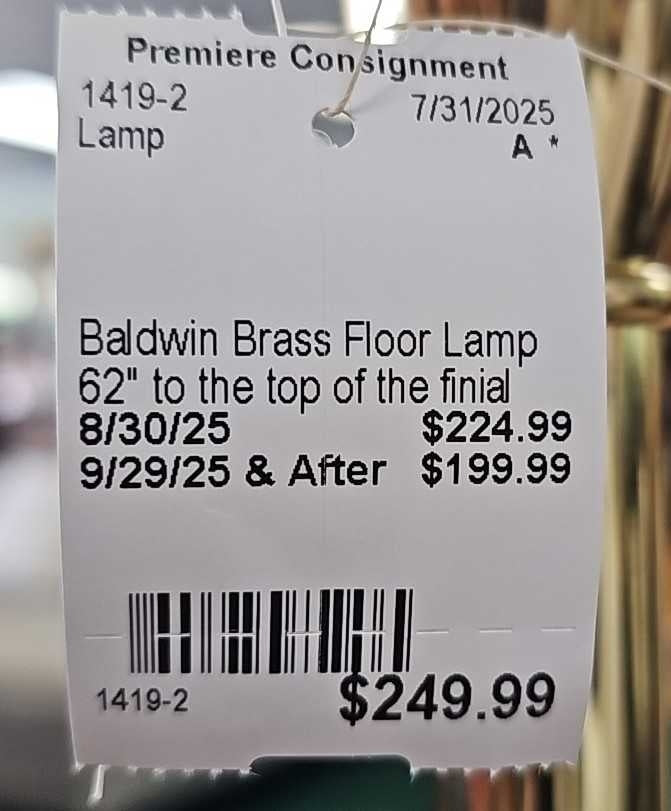 Premiere Consignment
1419-2 7/31/2025
Lamp A *
Baldwin Brass Floor Lamp
62" to the top of the finial
8/30/25 $224.99
9/29/25 & After $199.99
1419-2 $249.99